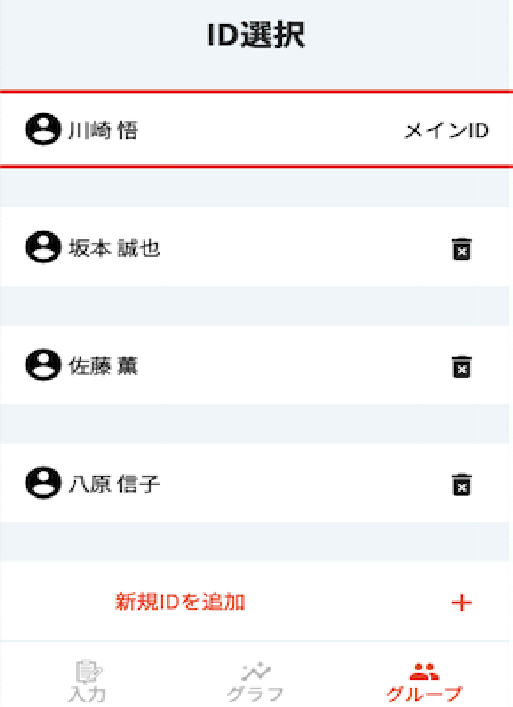 ID選択
川崎 悟 メインID
坂本 誠也
佐藤 薫
八原 信子
新規IDを追加 +
入力 グラフ グループ